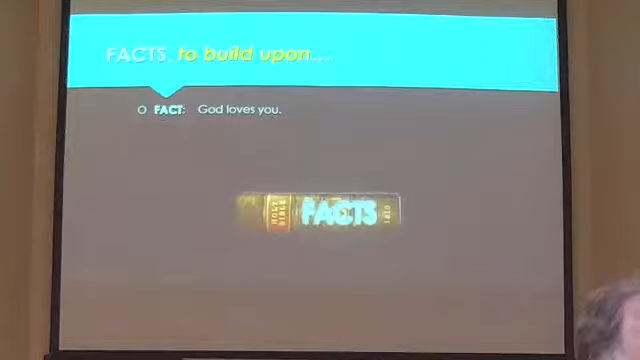 FACTS to build upon...
O FACT: God loves you.
HOLY BIBLE
FACTS